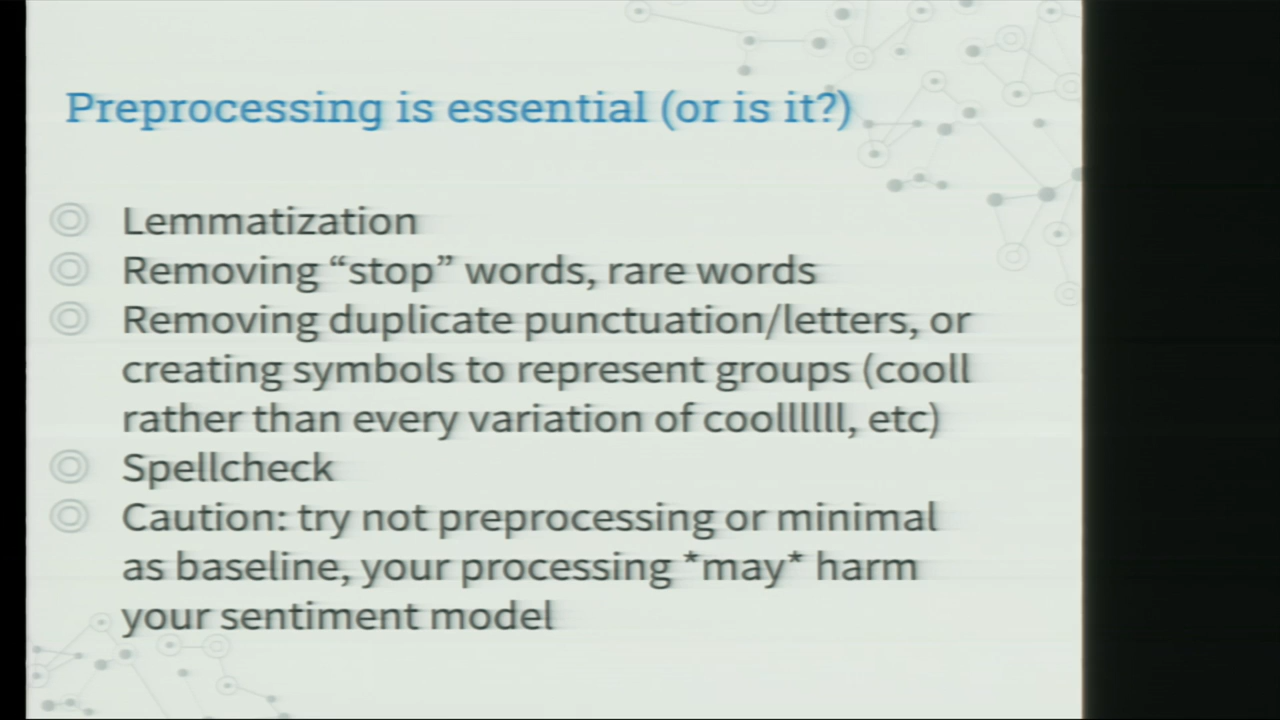 Preprocessing is essential (or is it?)
Lemmatization
Removing “stop” words, rare words
Removing duplicate punctuation/letters, or
creating symbols to represent groups (cooll
rather than every variation of coollllll, etc)
Spellcheck
Caution: try not preprocessing or minimal
as baseline, your processing *may* harm
your sentiment model